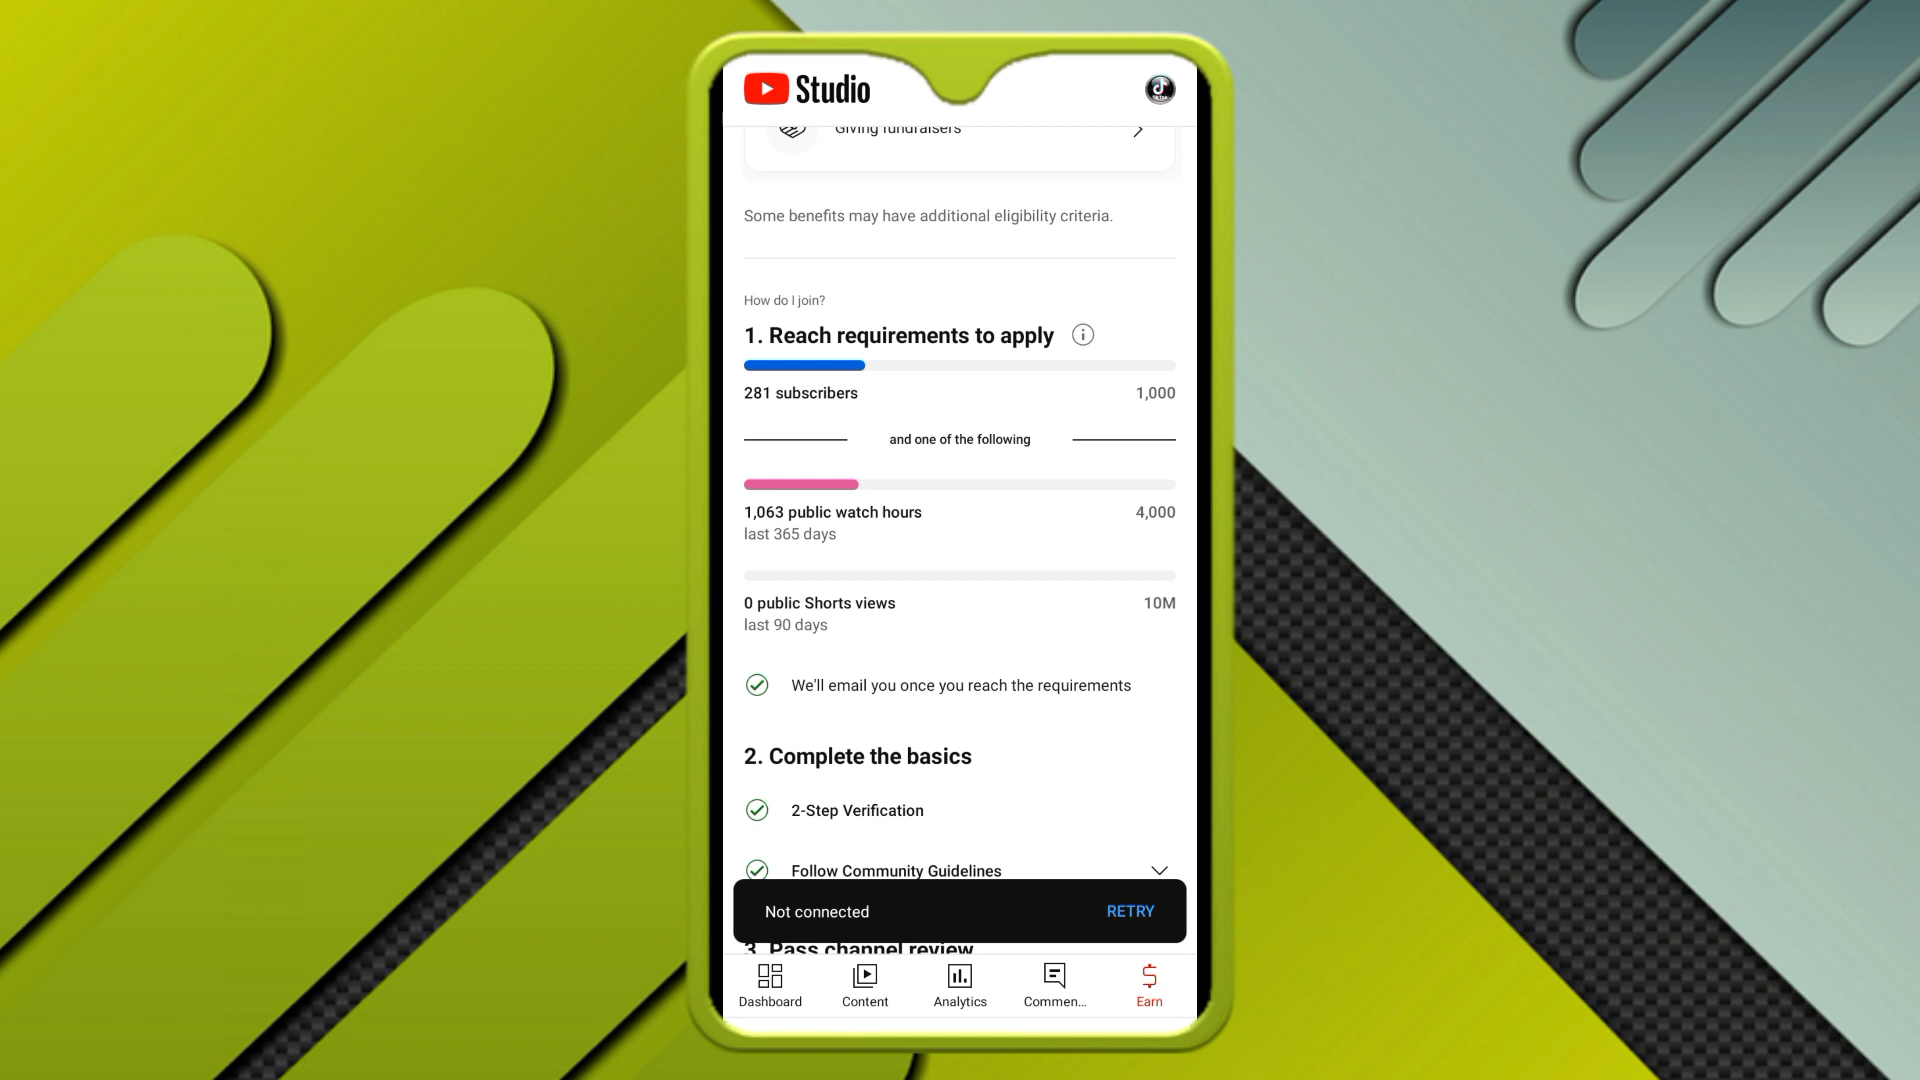 Studio
Giving fundraisers
Some benefits may have additional eligibility criteria.
How do I join?
1. Reach requirements to apply
281 subscribers 1,000
and one of the following
1,063 public watch hours 4,000
last 365 days
0 public Shorts views 10M
last 90 days
We'll email you once you reach the requirements
2. Complete the basics
2-Step Verification
Follow Community Guidelines
Not connected RETRY
3. Pass channel review
Dashboard Content Analytics Commen... Earn